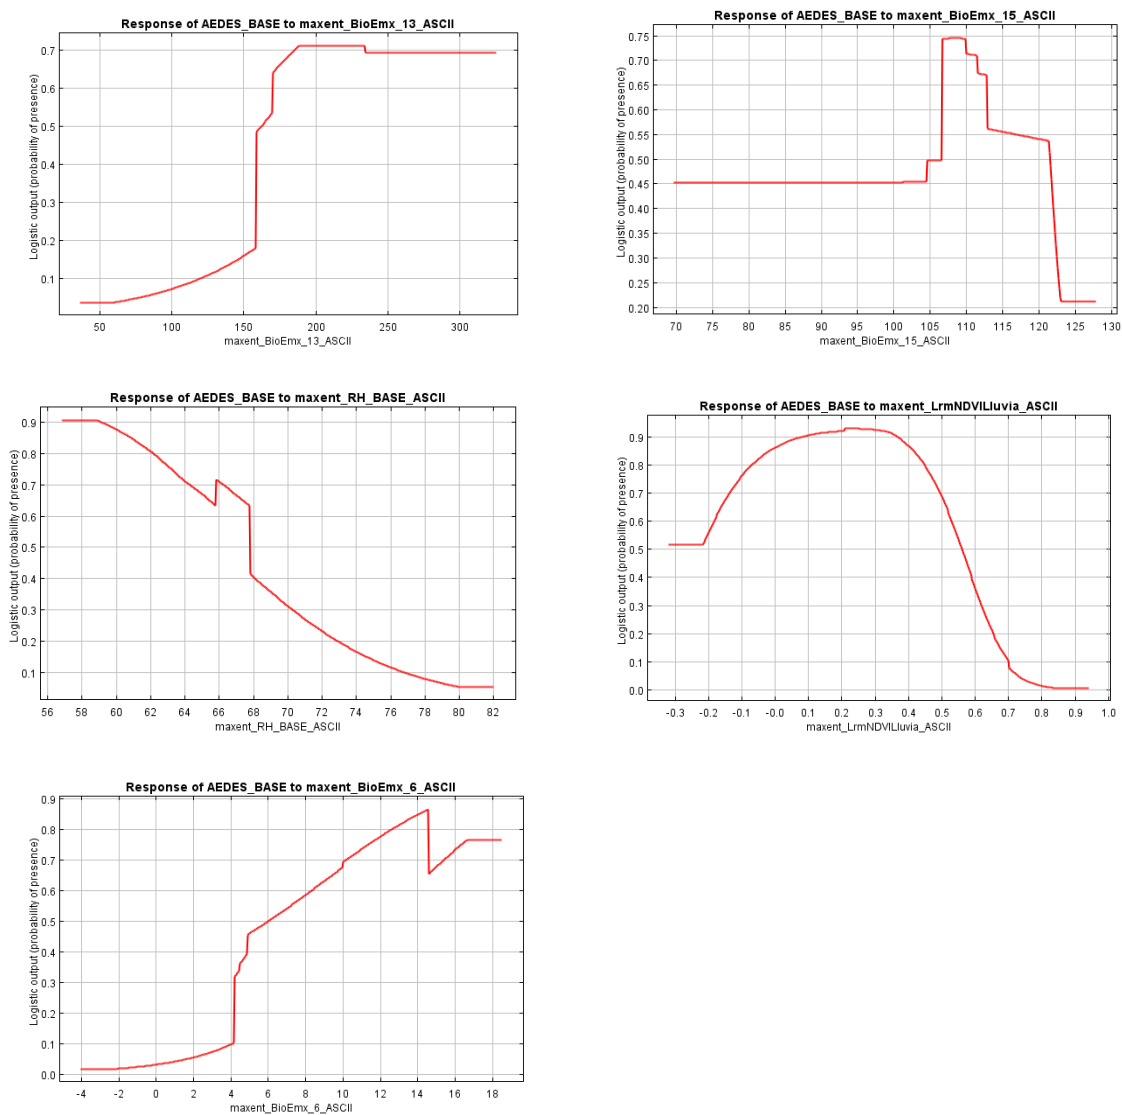 Response of AEDES_BASE to maxent_BioEmx_13_ASCII
Logistic output (probability of presence)
0.7
0.6
0.5
0.4
0.3
0.2
0.1
50 100 150 200 250 300
maxent_BioEmx_13_ASCII
Response of AEDES_BASE to maxent_BioEmx_15_ASCII
Logistic output (probability of presence)
0.75
0.70
0.65
0.60
0.55
0.50
0.45
0.40
0.35
0.30
0.25
0.20
70 75 80 85 90 95 100 105 110 115 120 125 130
maxent_BioEmx_15_ASCII
Response of AEDES_BASE to maxent_RH_BASE_ASCII
Logistic output (probability of presence)
0.9
0.8
0.7
0.6
0.5
0.4
0.3
0.2
0.1
56 58 60 62 64 66 68 70 72 74 76 78 80 82
maxent_RH_BASE_ASCII
Response of AEDES_BASE to maxent_LrmNDVILluvia_ASCII
Logistic output (probability of presence)
0.9
0.8
0.7
0.6
0.5
0.4
0.3
0.2
0.1
0.0
-0.3 -0.2 -0.1 -0.0 0.1 0.2 0.3 0.4 0.5 0.6 0.7 0.8 0.9 1.0
maxent_LrmNDVILluvia_ASCII
Response of AEDES_BASE to maxent_BioEmx_6_ASCII
Logistic output (probability of presence)
0.9
0.8
0.7
0.6
0.5
0.4
0.3
0.2
0.1
0.0
-4 -2 0 2 4 6 8 10 12 14 16 18
maxent_BioEmx_6_ASCII